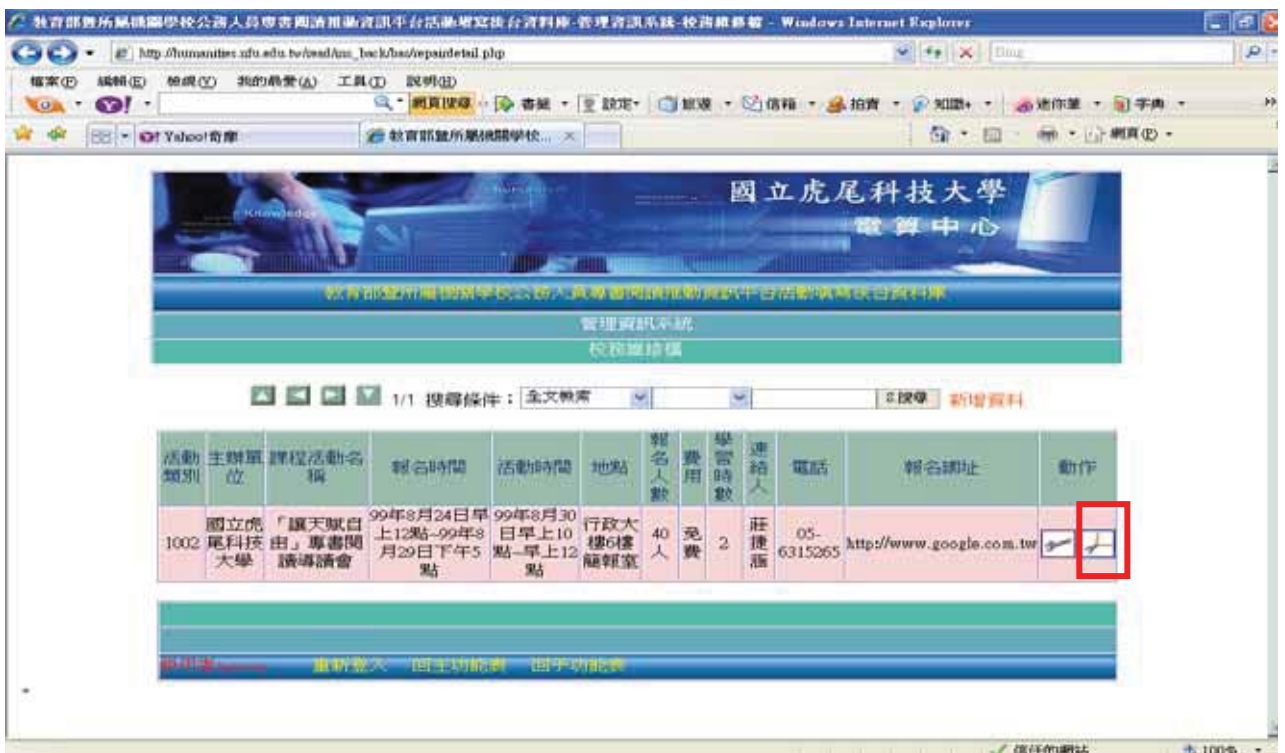 教育部暨所屬機關學校公務人員專書閱讀推動資訊平台活動填寫後台資料庫-管理資訊系統-校務維修檔 - Windows Internet Explorer
http://humanities.nfu.edu.tw/read/ins_back/bas/repairdetail.php
Bing
檔案(F) 編輯(E) 檢視(V) 我的最愛(A) 工具(T) 說明(H)
網頁搜尋 書籤 設定 旅遊 信箱 拍賣 知識+ 迷你筆 字典
Yahoo!奇摩 教育部暨所屬機關學校... 網頁(P)
Knowledge
國立虎尾科技大學
電算中心
教育部暨所屬機關學校公務人員專書閱讀推動資訊平台活動填寫後台資料庫
管理資訊系統
校務維修檔
1/1 搜尋條件：全文檢索 搜尋 新增資料
活動類別 主辦單位 課程活動名稱 報名時間 活動時間 地點 報名人數 費用 學習時數 連絡人 電話 報名網址 動作
1002 國立虎尾科技大學 「讓天賦自由」專書閱讀導讀會 99年8月24日早上12點~99年8月29日下午5點 99年8月30日早上10點~早上12點 行政大樓6樓簡報室 40人 免費 2 莊捷 05-6315265 http://www.google.com.tw
重新登入 回主功能表 回子功能表
信任的網站 100%